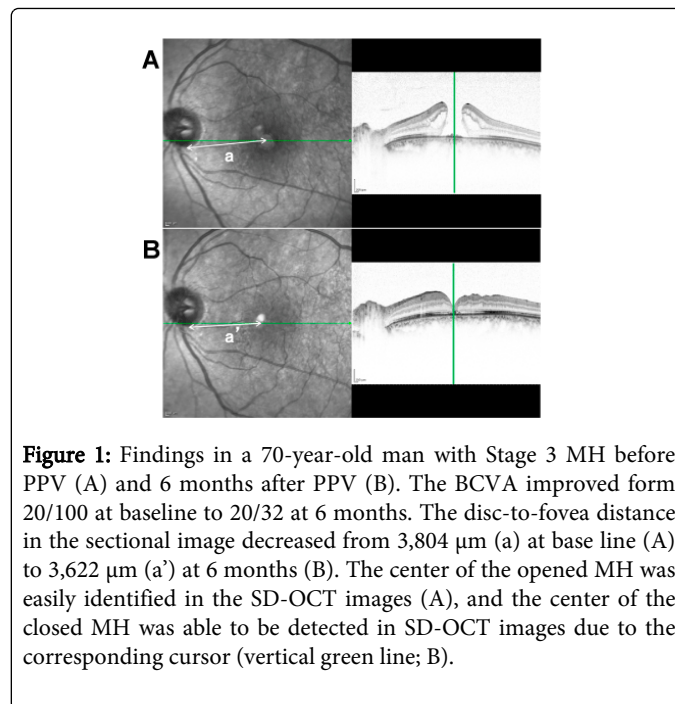 A
a
B
a'
Figure 1: Findings in a 70-year-old man with Stage 3 MH before
PPV (A) and 6 months after PPV (B). The BCVA improved form
20/100 at baseline to 20/32 at 6 months. The disc-to-fovea distance
in the sectional image decreased from 3,804 μm (a) at base line (A)
to 3,622 μm (a’) at 6 months (B). The center of the opened MH was
easily identified in the SD-OCT images (A), and the center of the
closed MH was able to be detected in SD-OCT images due to the
corresponding cursor (vertical green line; B).